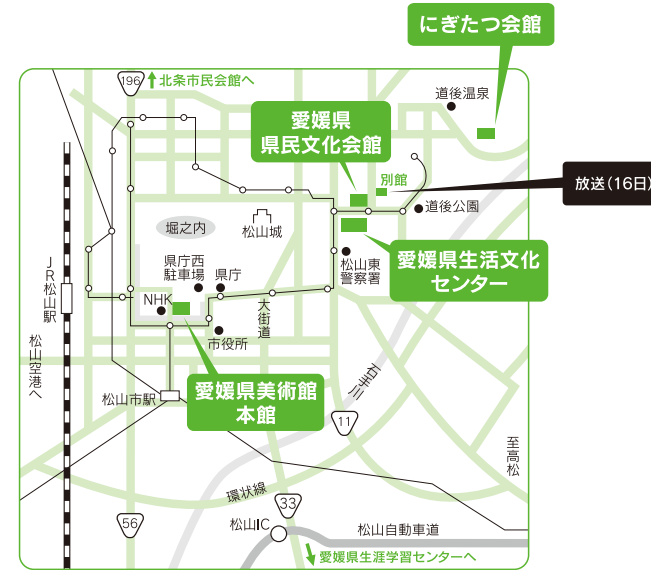 にぎたつ会館
196
北条市民会館へ
道後温泉
愛媛県
県民文化会館
別館
放送(16日)
道後公園
堀之内
松山城
愛媛県生活文化
センター
松山東
警察署
県庁西
駐車場
県庁
NHK
大街道
市役所
JR松山駅
松山空港へ
松山市駅
愛媛県美術館
本館
石手川
11
至高松
環状線
33
56
松山IC
松山自動車道
愛媛県生涯学習センターへ